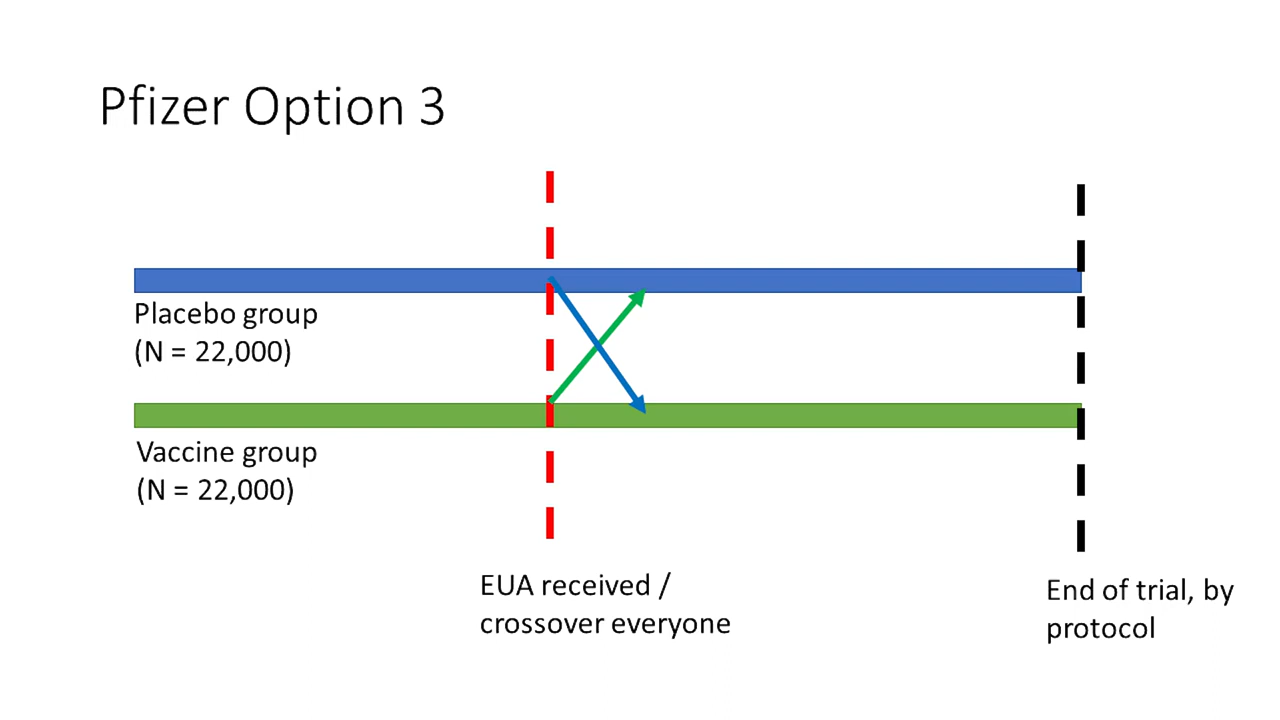 Pfizer Option 3
Placebo group
(N = 22,000)
Vaccine group
(N = 22,000)
EUA received /
crossover everyone
End of trial, by
protocol